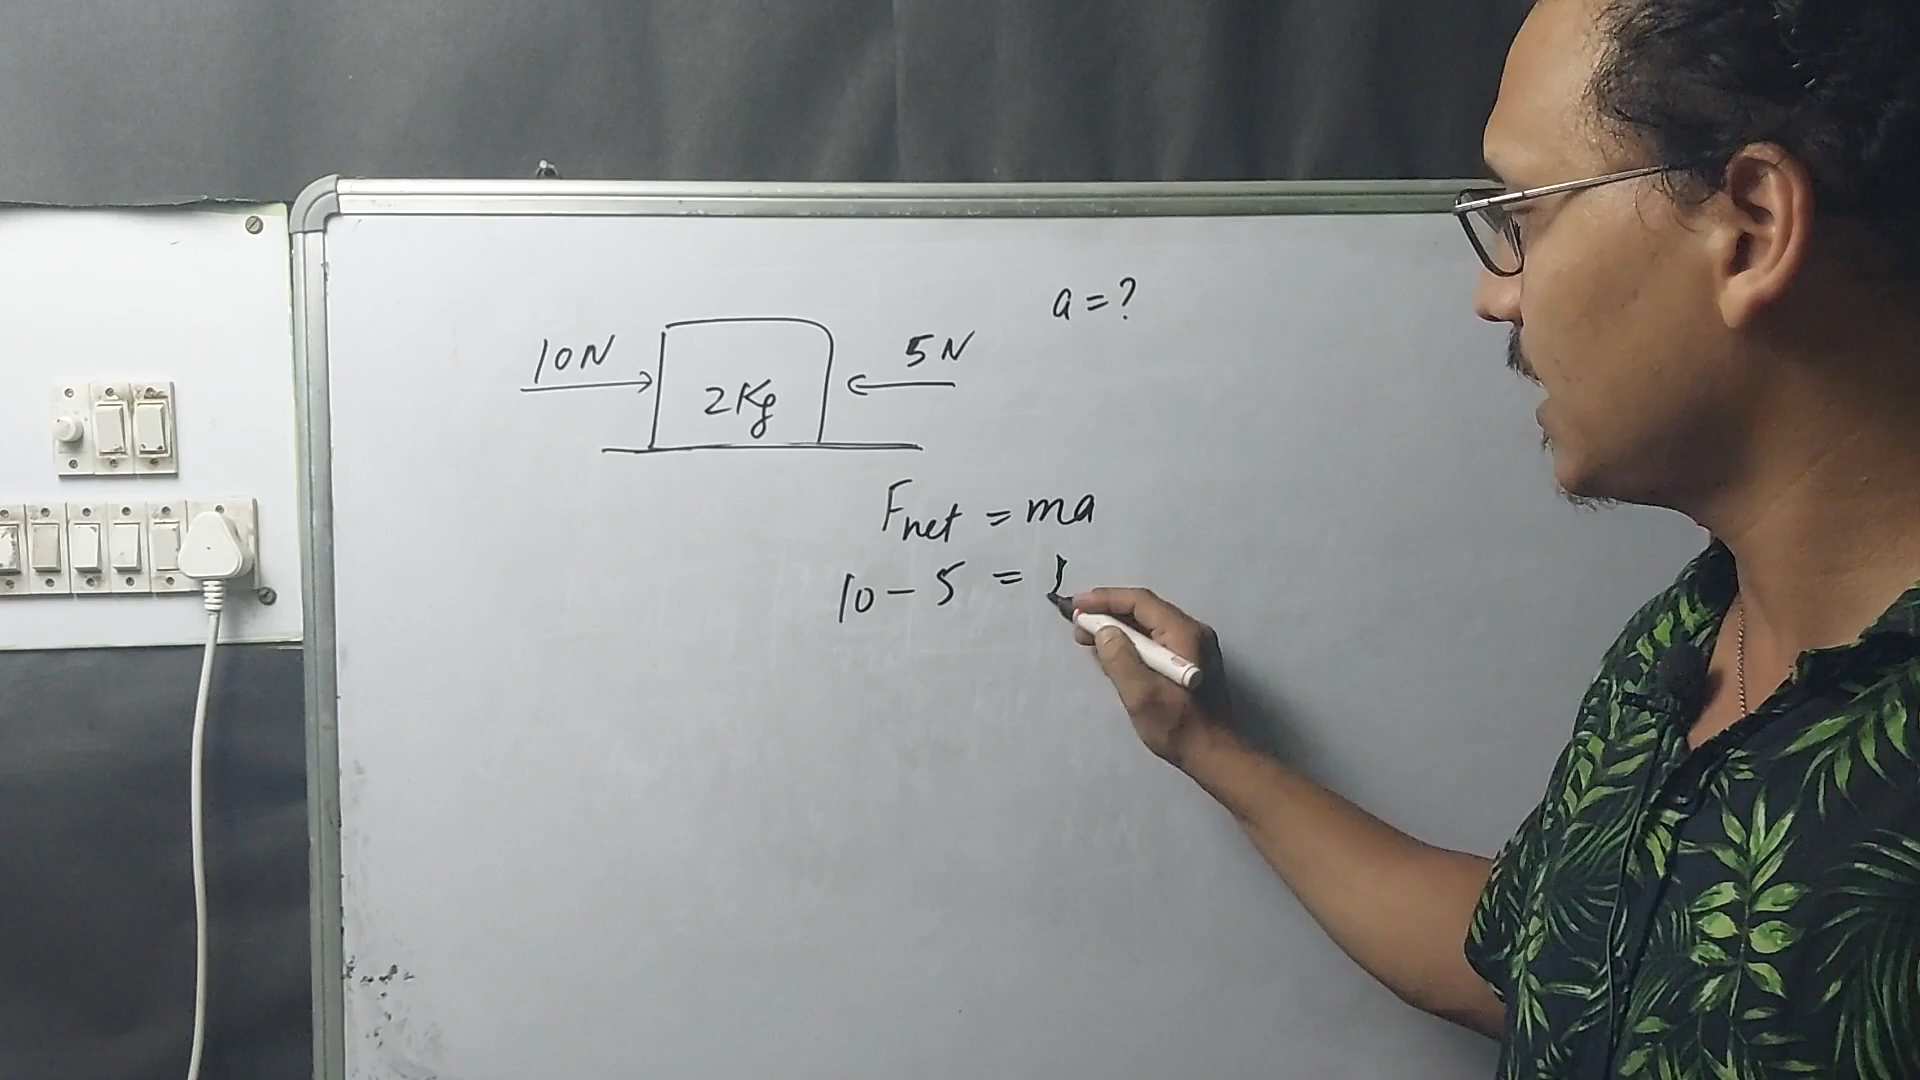 a = ?
10N
5N
2Kg
Fnet = ma
10 - 5 =